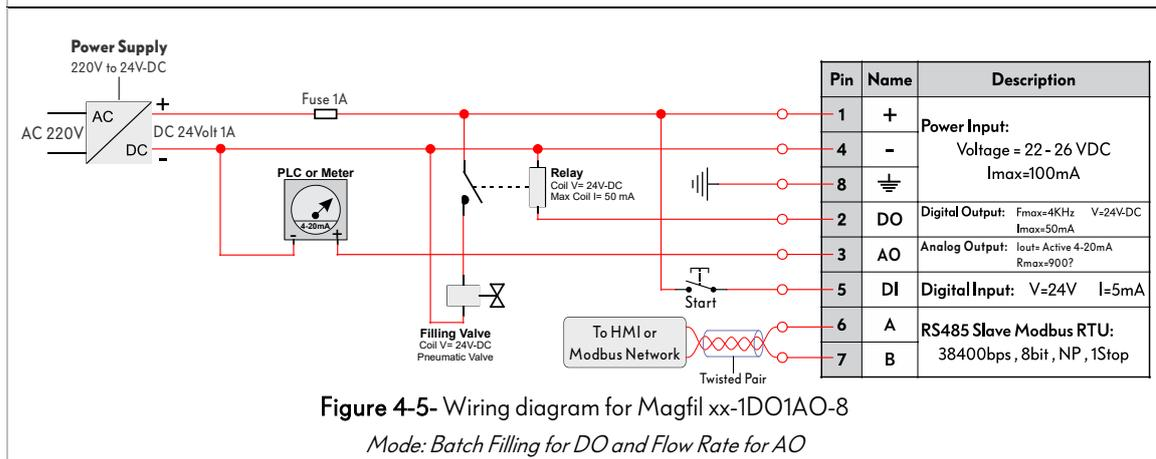 Power Supply
220V to 24V-DC
AC 220V
AC
DC
+
-
DC 24Volt 1A
Fuse 1A
PLC or Meter
4-20mA
-
+
Relay
Coil V= 24V-DC
Max Coil I= 50 mA
Filling Valve
Coil V= 24V-DC
Pneumatic Valve
Start
To HMI or
Modbus Network
Twisted Pair
Pin Name Description
1 +
4 -
8
Power Input:
Voltage = 22 - 26 VDC
Imax=100mA
2 DO Digital Output: Fmax=4KHz V=24V-DC
Imax=50mA
3 AO Analog Output: Iout= Active 4-20mA
Rmax=900?
5 DI Digital Input: V=24V I=5mA
6 A
7 B
RS485 Slave Modbus RTU:
38400bps , 8bit , NP , 1Stop
Figure 4-5- Wiring diagram for Magfil xx-1DO1AO-8
Mode: Batch Filling for DO and Flow Rate for AO